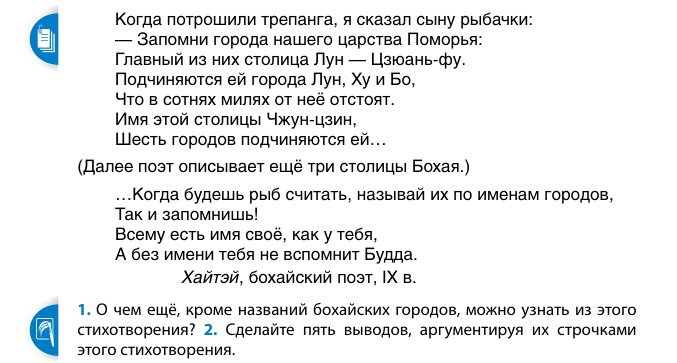 Когда потрошили трепанга, я сказал сыну рыбачки:
— Запомни города нашего царства Поморья:
Главный из них столица Лун — Цзюань-фу.
Подчиняются ей города Лун, Ху и Бо,
Что в сотнях милях от неё отстоят.
Имя этой столицы Чжун-цзин,
Шесть городов подчиняются ей…
(Далее поэт описывает ещё три столицы Бохая.)
…Когда будешь рыб считать, называй их по именам городов,
Так и запомнишь!
Всему есть имя своё, как у тебя,
А без имени тебя не вспомнит Будда.
Хайтэй, бохайский поэт, IX в.
1. О чем ещё, кроме названий бохайских городов, можно узнать из этого
стихотворения? 2. Сделайте пять выводов, аргументируя их строчками
этого стихотворения.